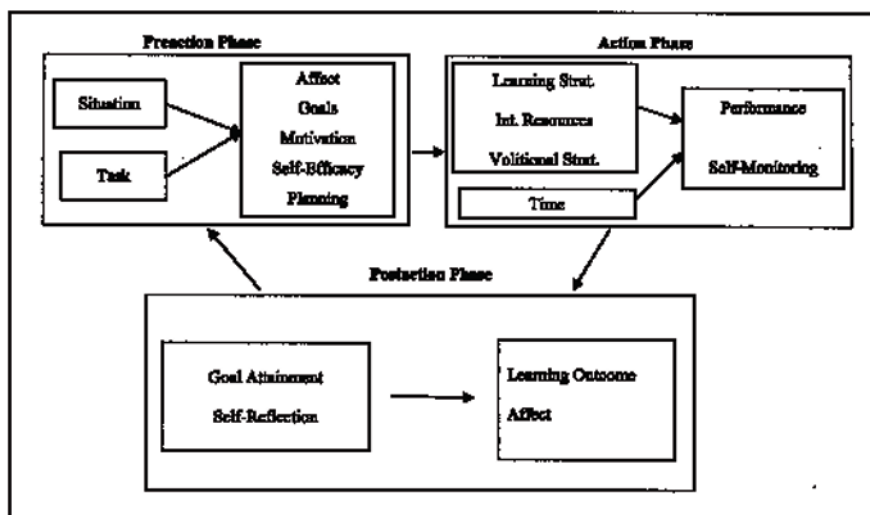 Preaction Phase
Situation
Task
Affect
Goals
Motivation
Self-Efficacy
Planning
Action Phase
Learning Strat.
Int. Resources
Volitional Strat.
Time
Performance
Self-Monitoring
Postaction Phase
Goal Attainment
Self-Reflection
Learning Outcome
Affect